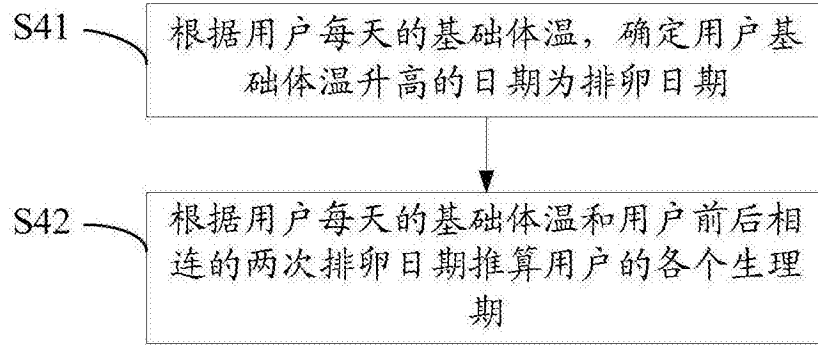 S41
根据用户每天的基础体温，确定用户基
础体温升高的日期为排卵日期
S42
根据用户每天的基础体温和用户前后相
连的两次排卵日期推算用户的各个生理
期